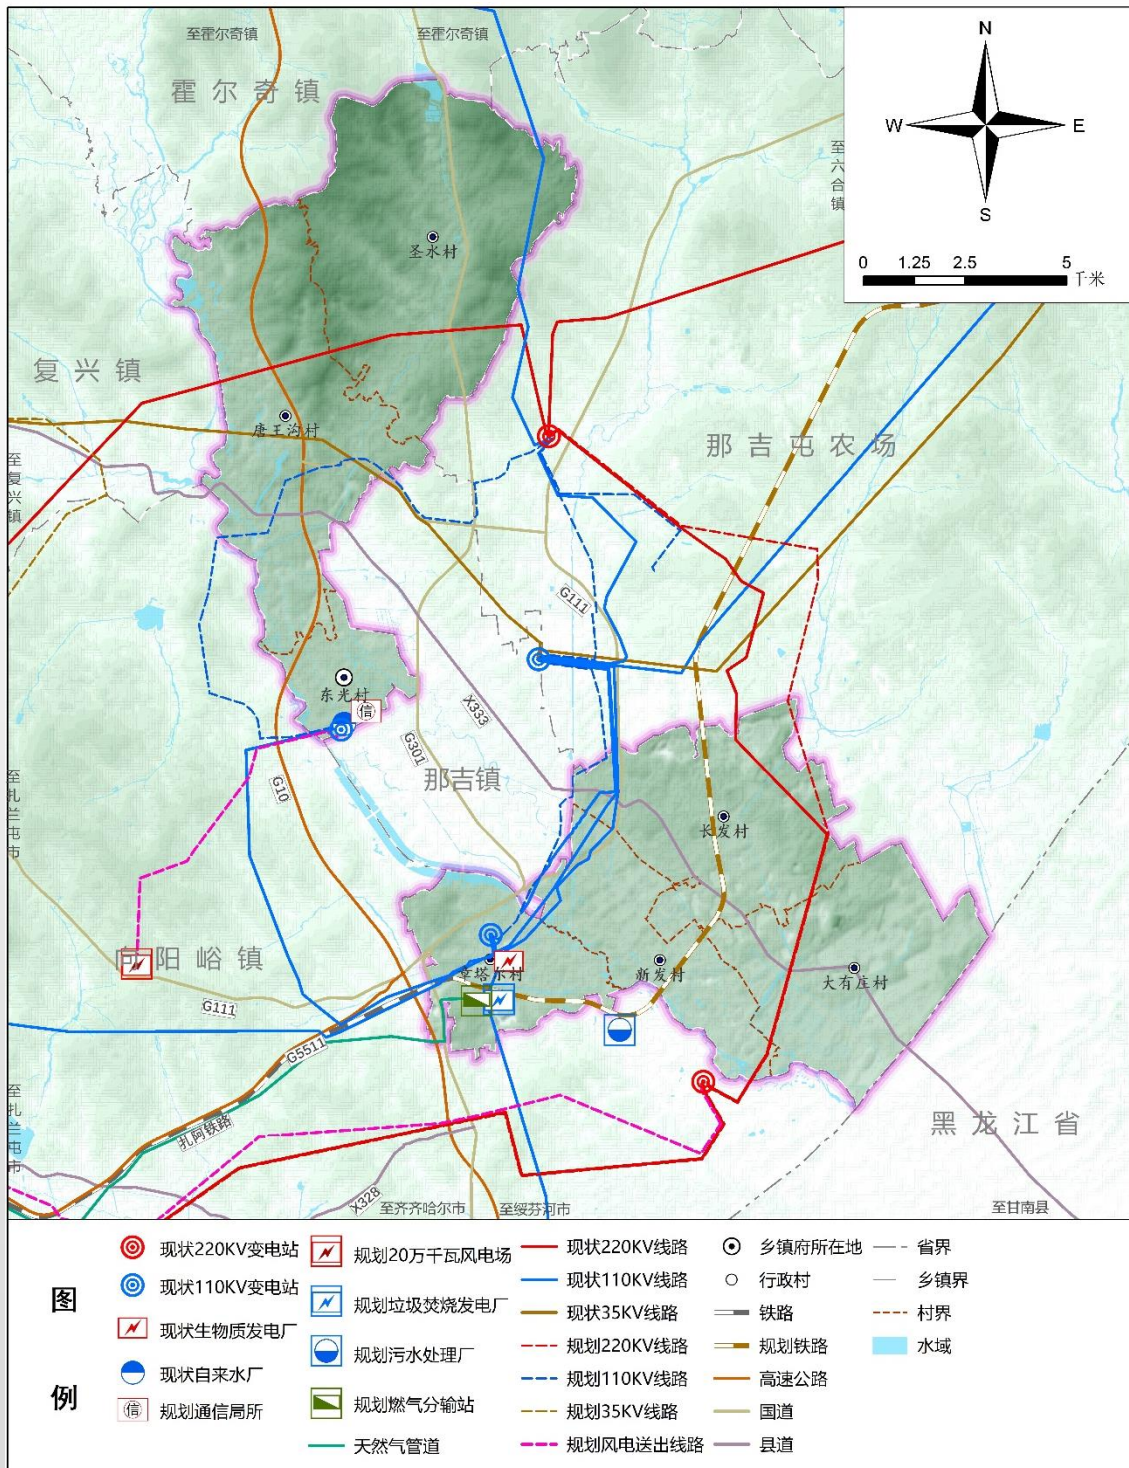 至霍尔奇镇
至霍尔奇镇
霍尔奇镇
N
W
E
S
0 1.25 2.5 5 千米
至六合镇
圣水村
复兴镇
唐王沟村
那吉屯农场
至复兴镇
G111
东光村
信
X333
G301
那吉镇
G10
至扎兰屯市
长发村
向阳峪镇
章塔尔村
新发村
大有庄村
G111
G5511
至扎兰屯市
扎阿铁路
黑龙江省
X328
至齐齐哈尔市
至绥芬河市
至甘南县
图例
现状220KV变电站
现状110KV变电站
现状生物质发电厂
现状自来水厂
信 规划通信局所
规划20万千瓦风电场
规划垃圾焚烧发电厂
规划污水处理厂
规划燃气分输站
天然气管道
现状220KV线路
现状110KV线路
现状35KV线路
规划220KV线路
规划110KV线路
规划35KV线路
规划风电送出线路
乡镇府所在地
行政村
铁路
规划铁路
高速公路
国道
县道
省界
乡镇界
村界
水域